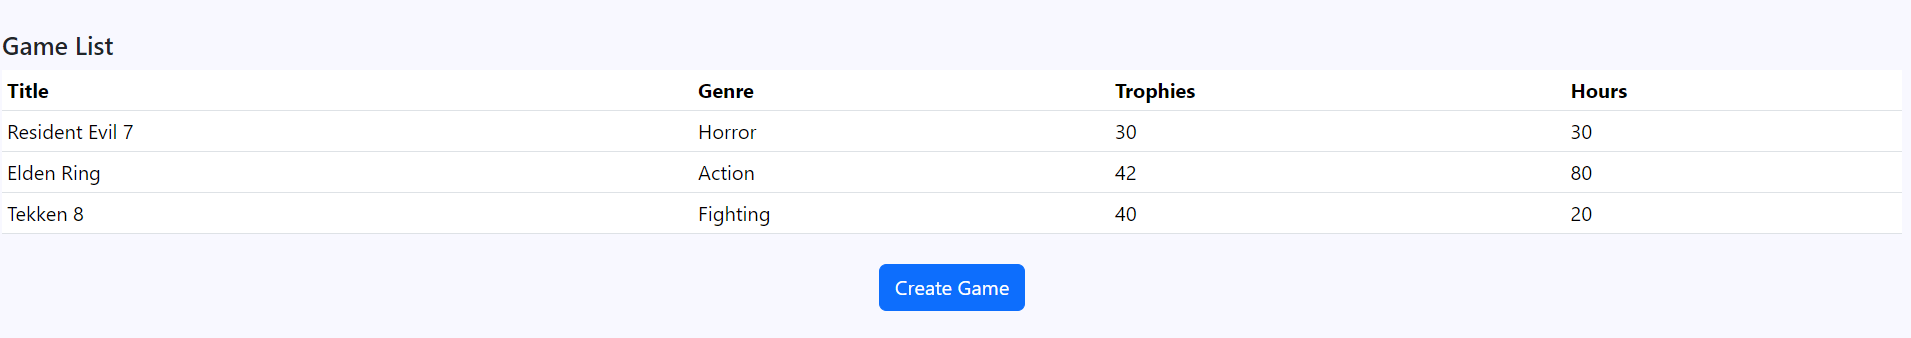 Game List
Title Genre Trophies Hours
Resident Evil 7 Horror 30 30
Elden Ring Action 42 80
Tekken 8 Fighting 40 20
Create Game